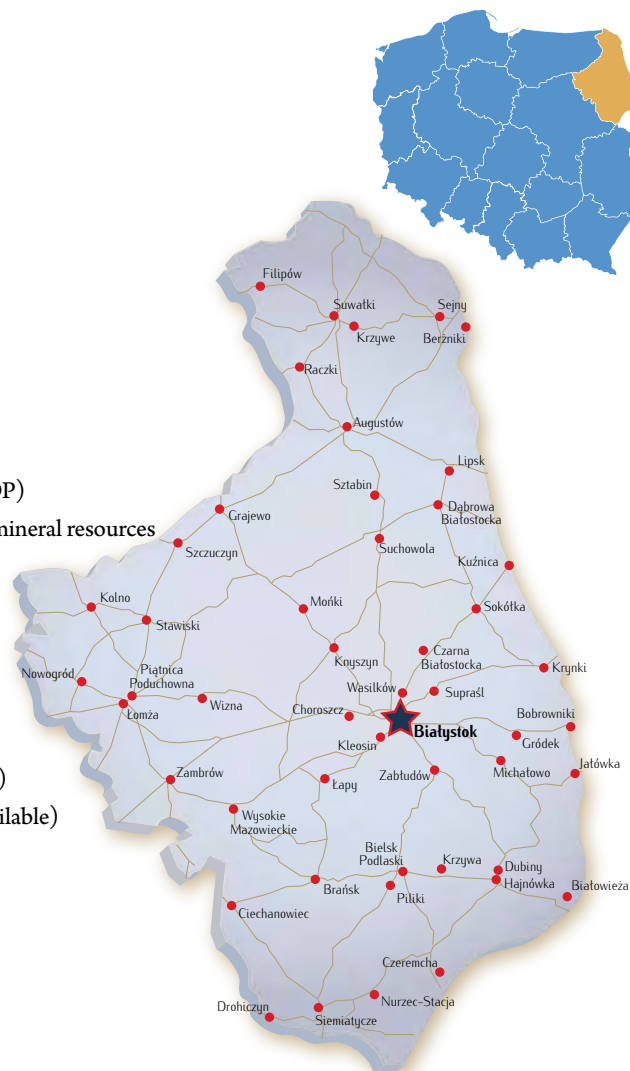 Filipów
Suwałki
Sejny
Krzywe
Berżniki
Raczki
Augustów
Lipsk
Sztabin
OP)
Dąbrowa
Białostocka
Grajewo
mineral resources
Szczuczyn
Suchowola
Kuźnica
Kolno
Mońki
Sokółka
Stawiski
Knyszyn
Czarna
Białostocka
Krynki
Nowogród
Piątnica
Poduchowna
Wasilków
Supraśl
Wizna
Choroszcz
Łomża
Bobrowniki
Białystok
Kleosin
Gródek
Jałówka
Zambrów
)
Łapy
Zabłudów
Michałowo
ilable)
Wysokie
Mazowieckie
Bielsk
Podlaski
Krzywa
Dubiny
Hajnówka
Białowieża
Brańsk
Piliki
Ciechanowiec
Czeremcha
Nurzec-Stacja
Drohiczyn
Siemiatycze